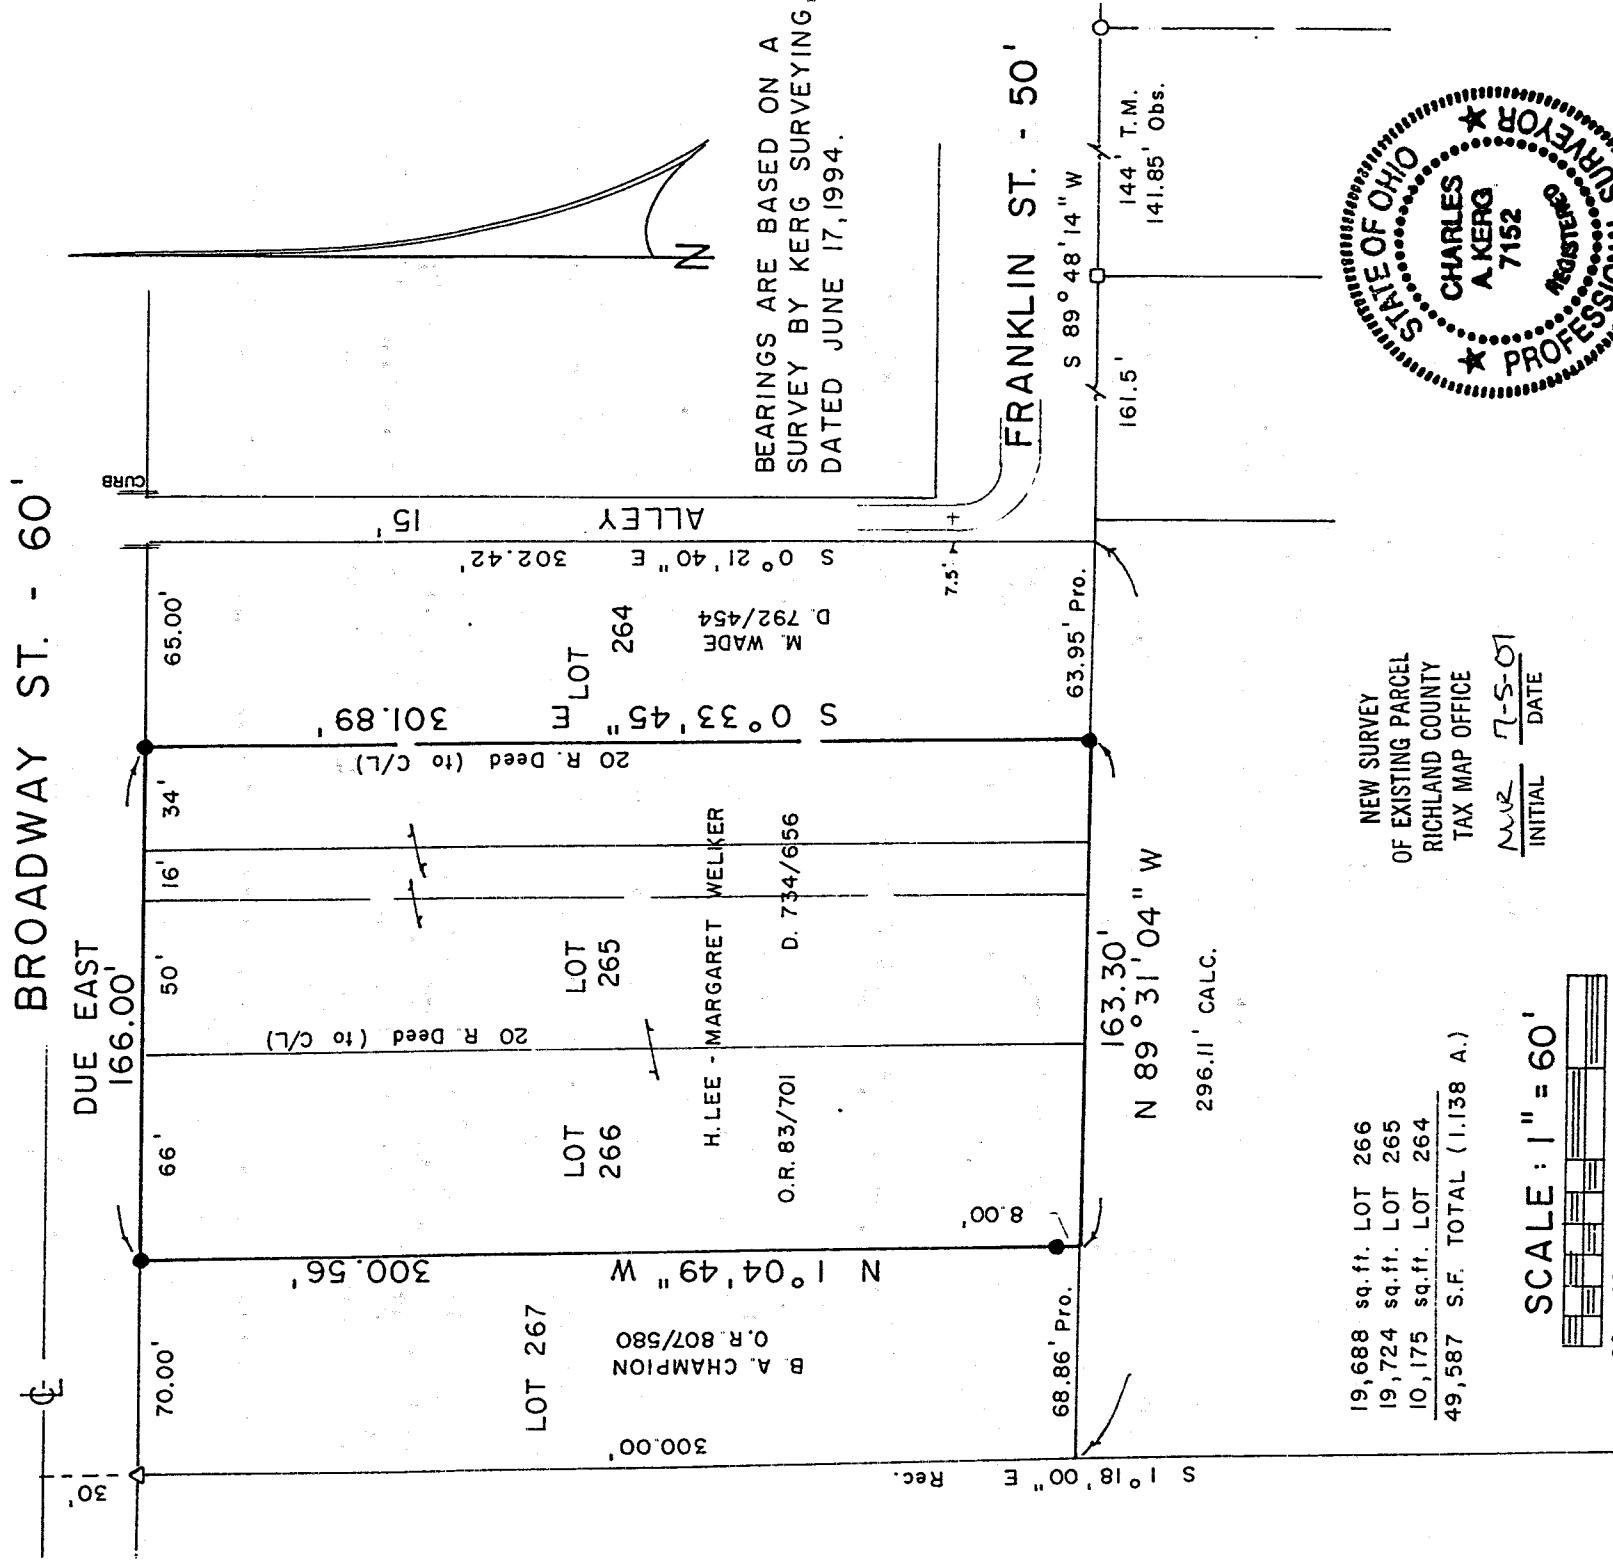 BROADWAY ST. - 60'
DUE EAST
166.00'
30'
70.00'
66'
50'
16'
34'
65.00'
CURB
15'
ALLEY
S 0° 21' 40" E 302.42'
LOT
264
M. WADE
D. 792/454
S 0° 33' 45" E 301.89'
20 R. Deed (to C/L)
LOT
265
20 R. Deed (to C/L)
H. LEE - MARGARET WELKER
D. 734/656
LOT
266
O.R. 83/701
8.00'
N 1° 04' 49" W 300.56'
LOT 267
B. A. CHAMPION
O.R. 807/580
300.00'
S 1° 18' 00" E Rec.
68.86' Pro.
163.30'
N 89° 31' 04" W
296.11' CALC.
63.95' Pro.
7.5'
N
BEARINGS ARE BASED ON A
SURVEY BY KERG SURVEYING,
DATED JUNE 17, 1994.
FRANKLIN ST. - 50'
S 89° 48' 14" W
161.5'
144' T.M.
141.85' Obs.
STATE OF OHIO
CHARLES
A. KERG
7152
REGISTERED
PROFESSIONAL SURVEYOR
NEW SURVEY
OF EXISTING PARCEL
RICHLAND COUNTY
TAX MAP OFFICE
7-5-07
INITIAL DATE
19,688 sq. ft. LOT 266
19,724 sq. ft. LOT 265
10,175 sq. ft. LOT 264
49,587 S.F. TOTAL (1.138 A.)
SCALE : 1" = 60'